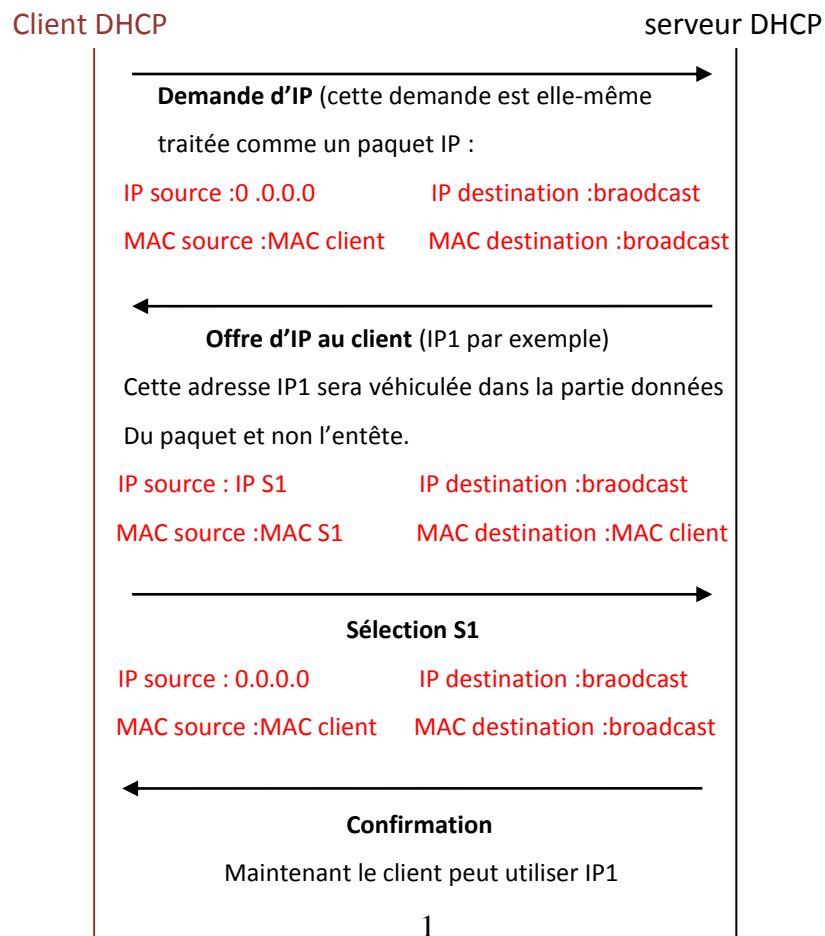 Client DHCP serveur DHCP
Demande d'IP (cette demande est elle-même
traitée comme un paquet IP :
IP source :0 .0.0.0 IP destination :braodcast
MAC source :MAC client MAC destination :broadcast
Offre d'IP au client (IP1 par exemple)
Cette adresse IP1 sera véhiculée dans la partie données
Du paquet et non l'entête.
IP source : IP S1 IP destination :braodcast
MAC source :MAC S1 MAC destination :MAC client
Sélection S1
IP source : 0.0.0.0 IP destination :braodcast
MAC source :MAC client MAC destination :broadcast
Confirmation
Maintenant le client peut utiliser IP1
1